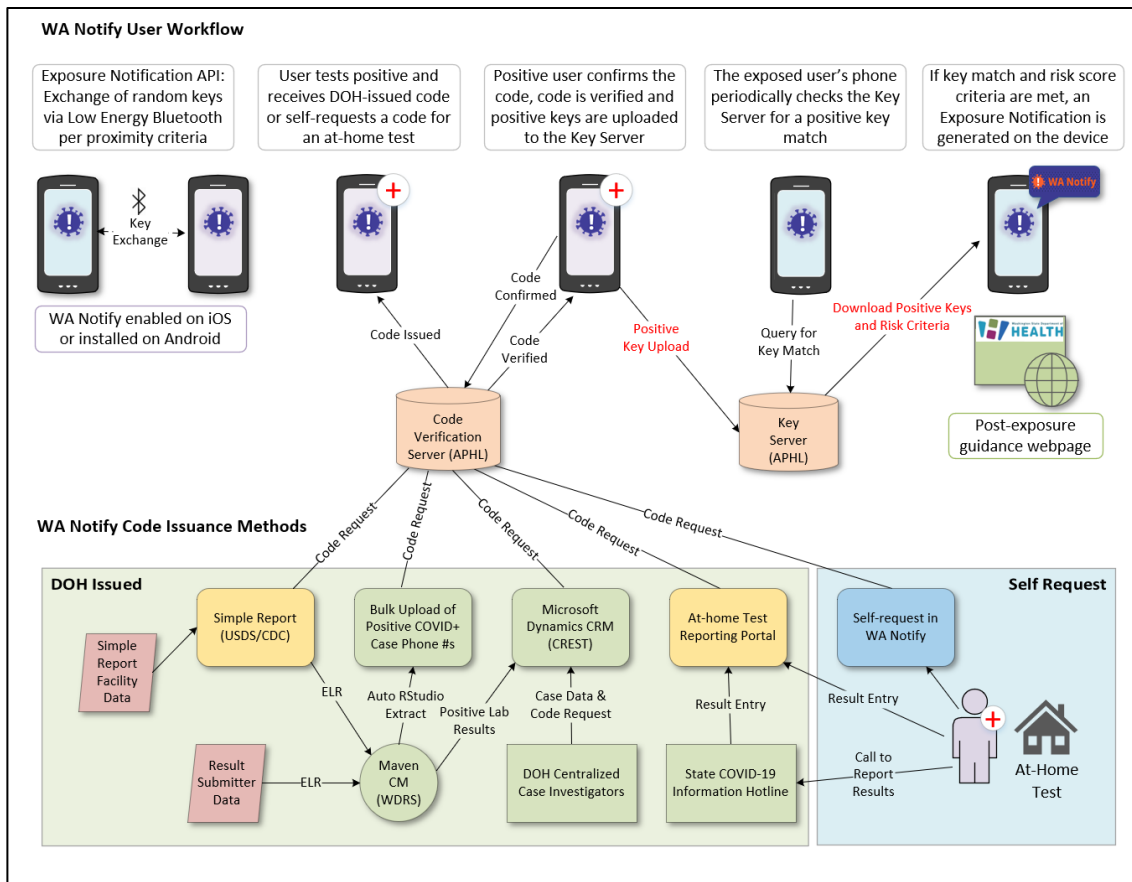 WA Notify User Workflow
Exposure Notification API:
Exchange of random keys
via Low Energy Bluetooth
per proximity criteria
User tests positive and
receives DOH-issued code
or self-requests a code for
an at-home test
Positive user confirms the
code, code is verified and
positive keys are uploaded
to the Key Server
The exposed user's phone
periodically checks the Key
Server for a positive key
match
If key match and risk score
criteria are met, an
Exposure Notification is
generated on the device
WA Notify
Key
Exchange
WA Notify enabled on iOS
or installed on Android
Code Issued
Code
Confirmed
Code
Verified
Positive
Key Upload
Query for
Key Match
Download Positive Keys
and Risk Criteria
Washington State Department of
HEALTH
Post-exposure
guidance webpage
Code
Verification
Server (APHL)
Key
Server
(APHL)
WA Notify Code Issuance Methods
Code Request
Code Request
Code Request
Code Request
Code Request
DOH Issued
Self Request
Simple Report
(USDS/CDC)
Bulk Upload of
Positive COVID+
Case Phone #s
Microsoft
Dynamics CRM
(CREST)
At-home Test
Reporting Portal
Self-request in
WA Notify
Simple
Report
Facility
Data
ELR
Auto RStudio
Extract
Positive Lab
Results
Case Data &
Code Request
Result Entry
Result Entry
Result
Submitter
Data
ELR
Maven
CM
(WDRS)
DOH Centralized
Case Investigators
State COVID-19
Information Hotline
Call to
Report
Results
At-Home
Test